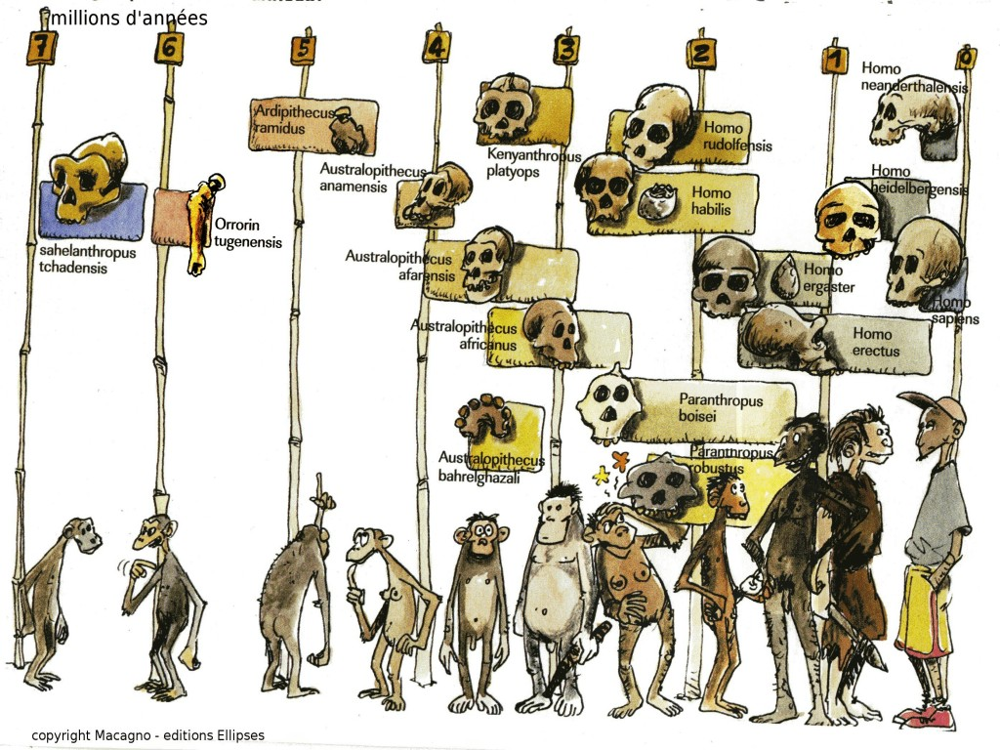 millions d'années
7
6
5
4
3
2
1
0
Homo
neanderthalensis
Ardipithecus
ramidus
Kenyanthropus
platyops
Homo
rudolfensis
Australopithecus
anamensis
Homo
heidelbergensis
Homo
habilis
Orrorin
tugenensis
sahelanthropus
tchadensis
Australopithecus
afarensis
Homo
ergaster
Homo
sapiens
Australopithecus
africanus
Homo
erectus
Paranthropus
boisei
Australopithecus
bahrelghazali
Paranthropus
robustus
copyright Macagno - editions Ellipses